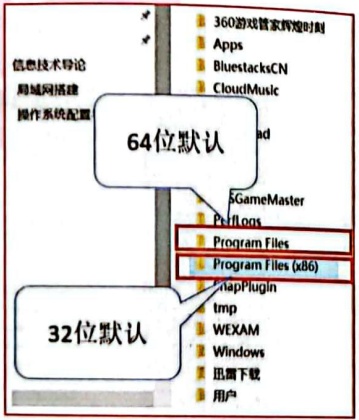 信息技术导论
局域网搭建
操作系统配置
360游戏管家辉煌时刻
Apps
BluestacksCN
CloudMusic
64位默认
ad
SGameMaster
PerfLogs
Program Files
Program Files (x86)
napPlugin
32位默认
tmp
WEXAM
Windows
迅雷下载
用户